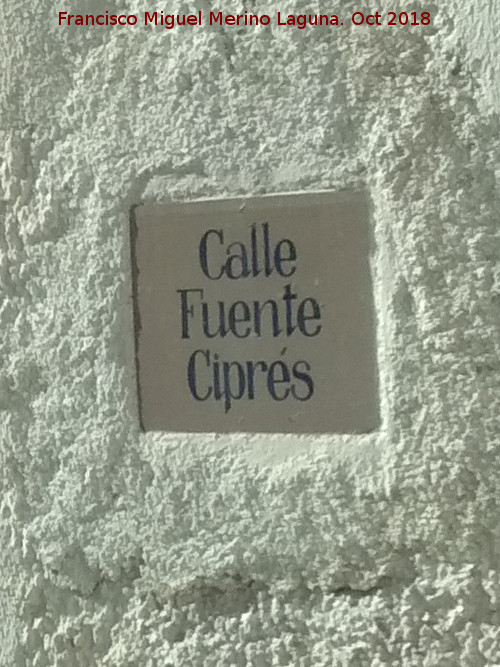 Francisco Miguel Merino Laguna. Oct 2018
Calle
Fuente
Ciprés